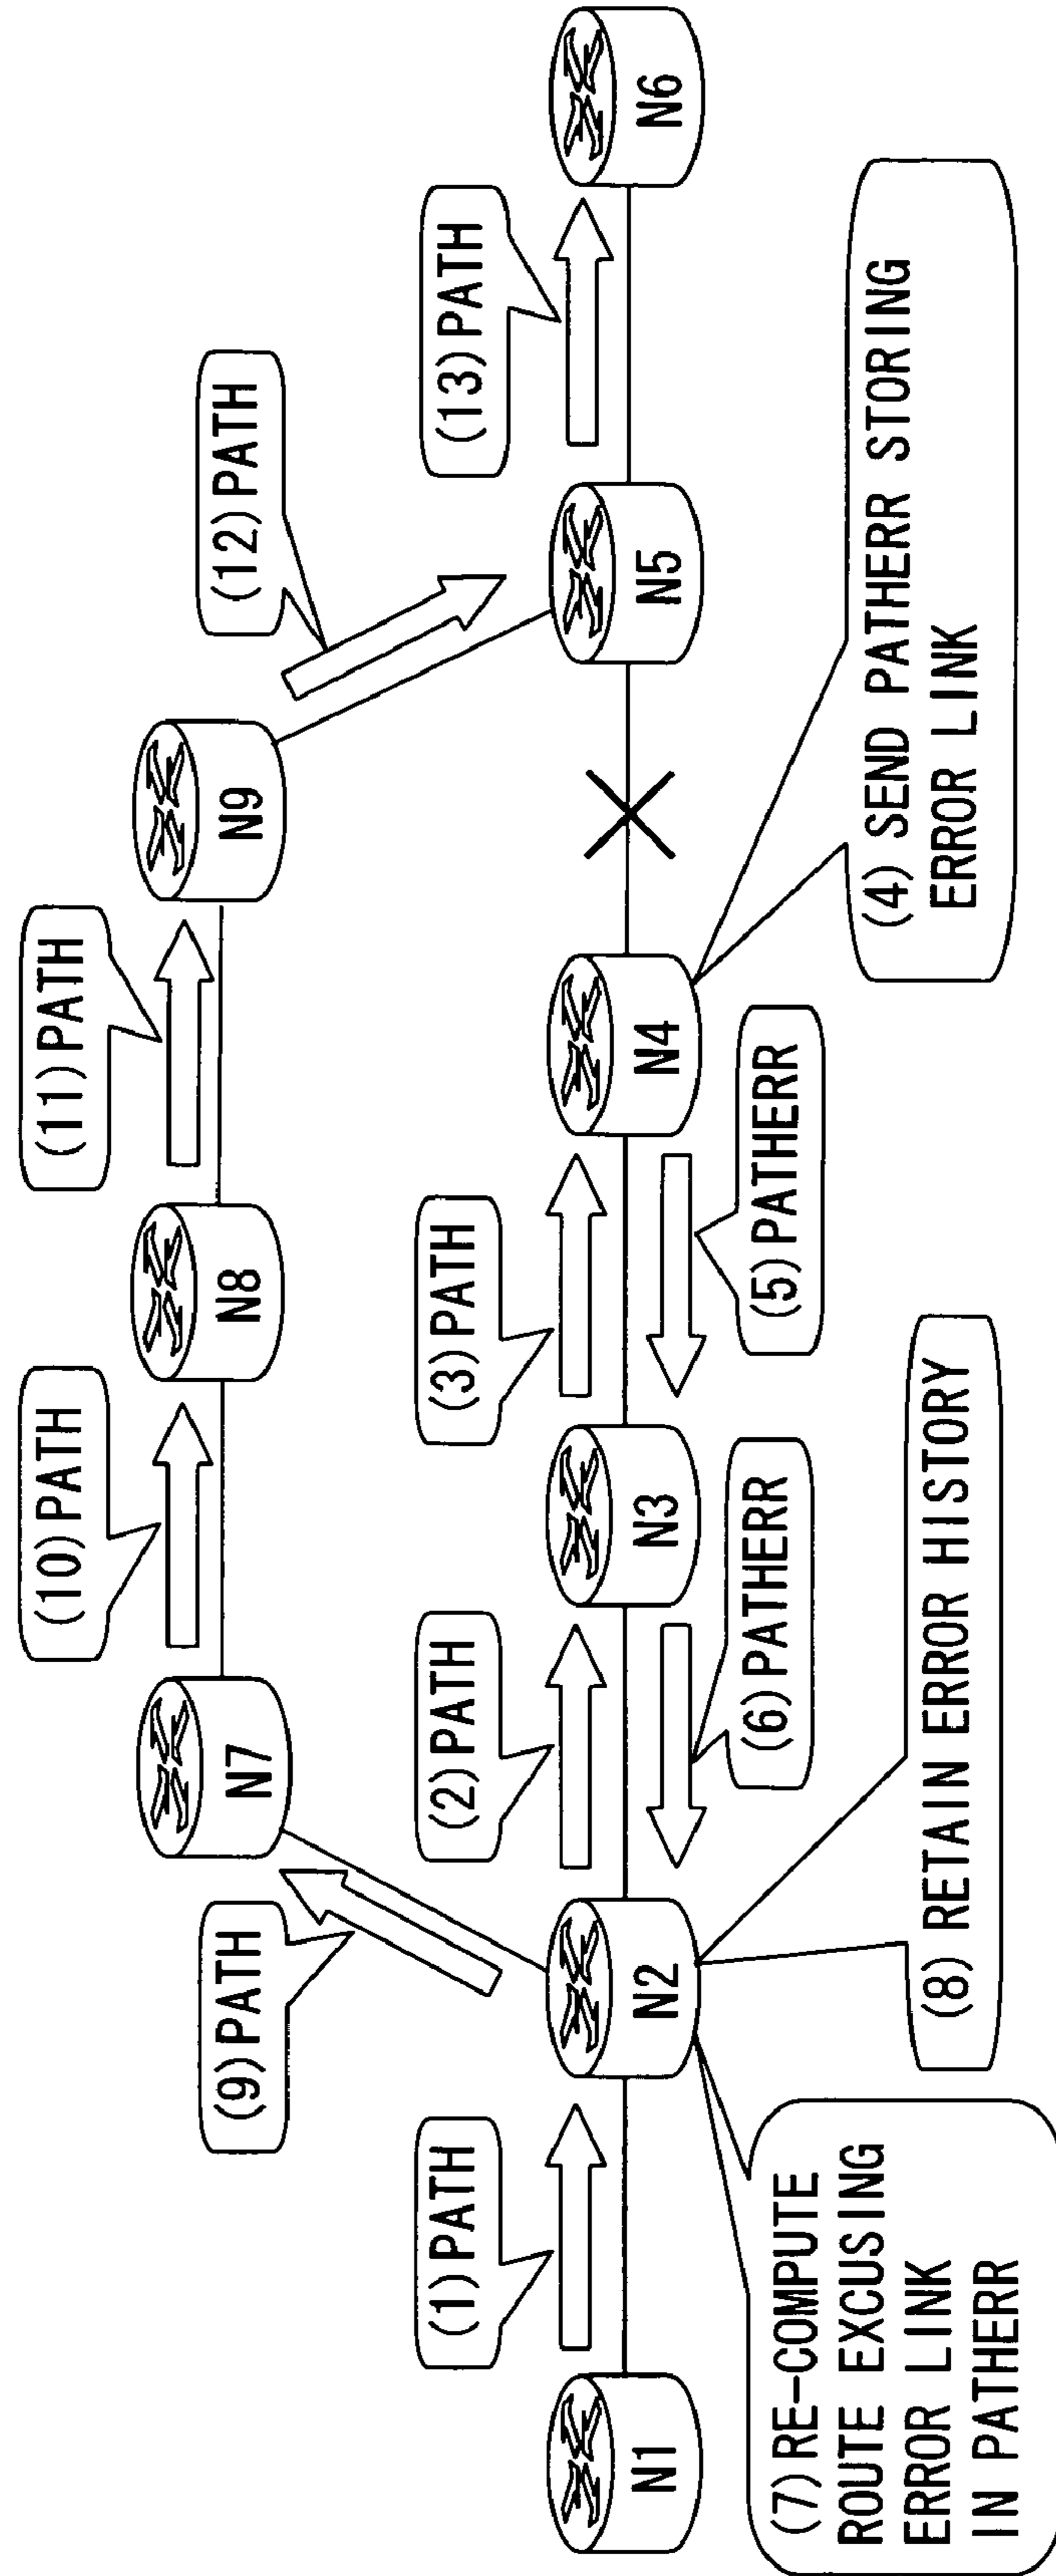 (10)PATH
(11)PATH
(9)PATH
N7
N8
N9
(12)PATH
(1)PATH
(2)PATH
(3)PATH
(13)PATH
N1
N2
N3
N4
N5
N6
(6)PATHERR
(5)PATHERR
(7)RE-COMPUTE
ROUTE EXCUSING
ERROR LINK
IN PATHERR
(8) RETAIN ERROR HISTORY
(4) SEND PATHERR STORING
ERROR LINK